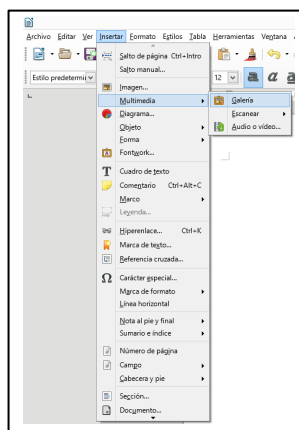 Archivo Editar Ver Insertar Formato Estilos Tabla Herramientas Ventana
Salto de página Ctrl+Intro
Salto manual...
Estilo predetermi
12
a a a
Imagen...
Multimedia
Galería
Diagrama...
Escanear
Objeto
Audio o vídeo...
Forma
Fontwork...
Cuadro de texto
Comentario Ctrl+Alt+C
Marco
Leyenda...
Hiperenlace... Ctrl+K
Marca de texto...
Referencia cruzada...
Carácter especial...
Marca de formato
Línea horizontal
Nota al pie y final
Sumario e índice
Número de página
Campo
Cabecera y pie
Sección...
Documento...